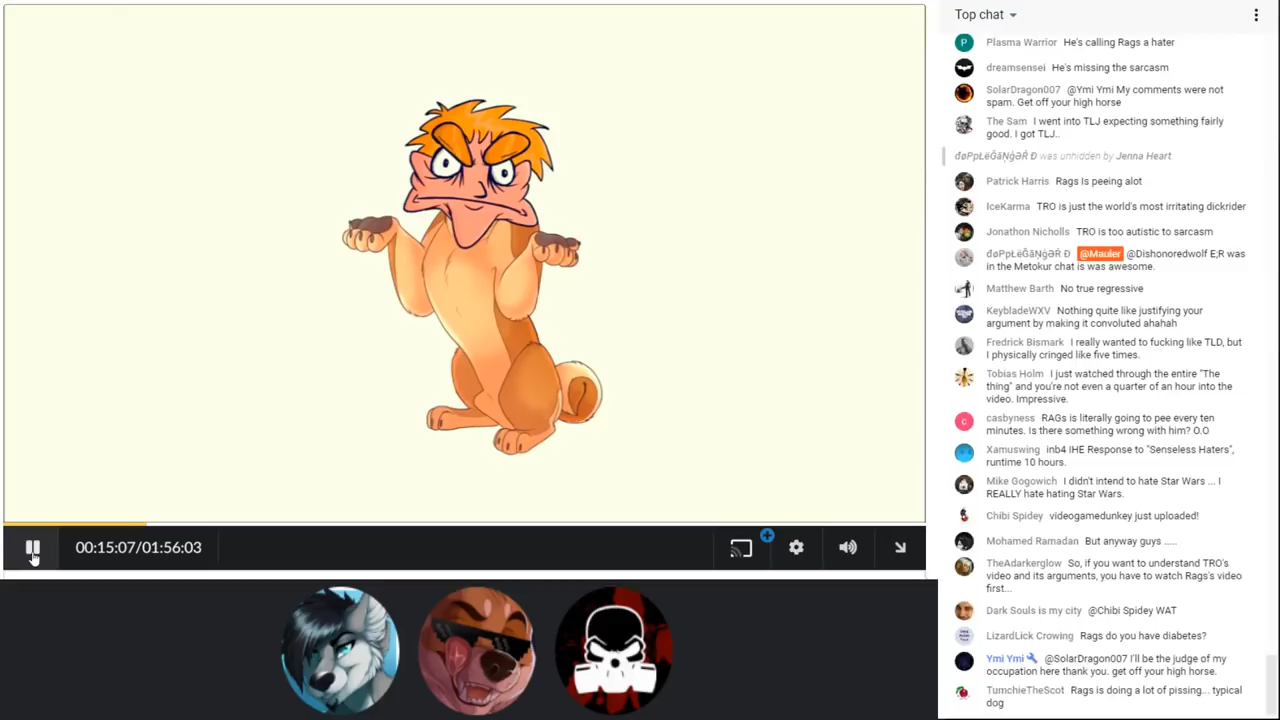 Top chat
P
Plasma Warrior He's calling Rags a hater
dreamsensei He's missing the sarcasm
SolarDragon007 @Ymi Ymi My comments were not
spam. Get off your high horse
The Sam I went into TLJ expecting something fairly
good. I got TLJ..
was unhidden by Jenna Heart
Patrick Harris Rags Is peeing alot
IceKarma TRO is just the world's most irritating dickrider
Jonathon Nicholls TRO is too autistic to sarcasm
@Mauler @Dishonoredwolf E;R was
in the Metokur chat is was awesome.
Matthew Barth No true regressive
KeybladeWXV Nothing quite like justifying your
argument by making it convoluted ahahah
Fredrick Bismark I really wanted to fucking like TLD, but
I physically cringed like five times.
Tobias Holm I just watched through the entire "The
thing" and you're not even a quarter of an hour into the
video. Impressive.
c
casbyness RAGs is literally going to pee every ten
minutes. Is there something wrong with him? O.O
Xamuswing inb4 IHE Response to "Senseless Haters",
runtime 10 hours.
Mike Gogowich I didn't intend to hate Star Wars ... I
REALLY hate hating Star Wars.
Chibi Spidey videogamedunkey just uploaded!
Mohamed Ramadan But anyway guys .....
TheAdarkerglow So, if you want to understand TRO's
video and its arguments, you have to watch Rags's video
first...
Dark Souls is my city @Chibi Spidey WAT
LizardLick Crowing Rags do you have diabetes?
Ymi Ymi @SolarDragon007 I'll be the judge of my
occupation here thank you. get off your high horse.
TumchieTheScot Rags is doing a lot of pissing... typical
dog
00:15:07/01:56:03